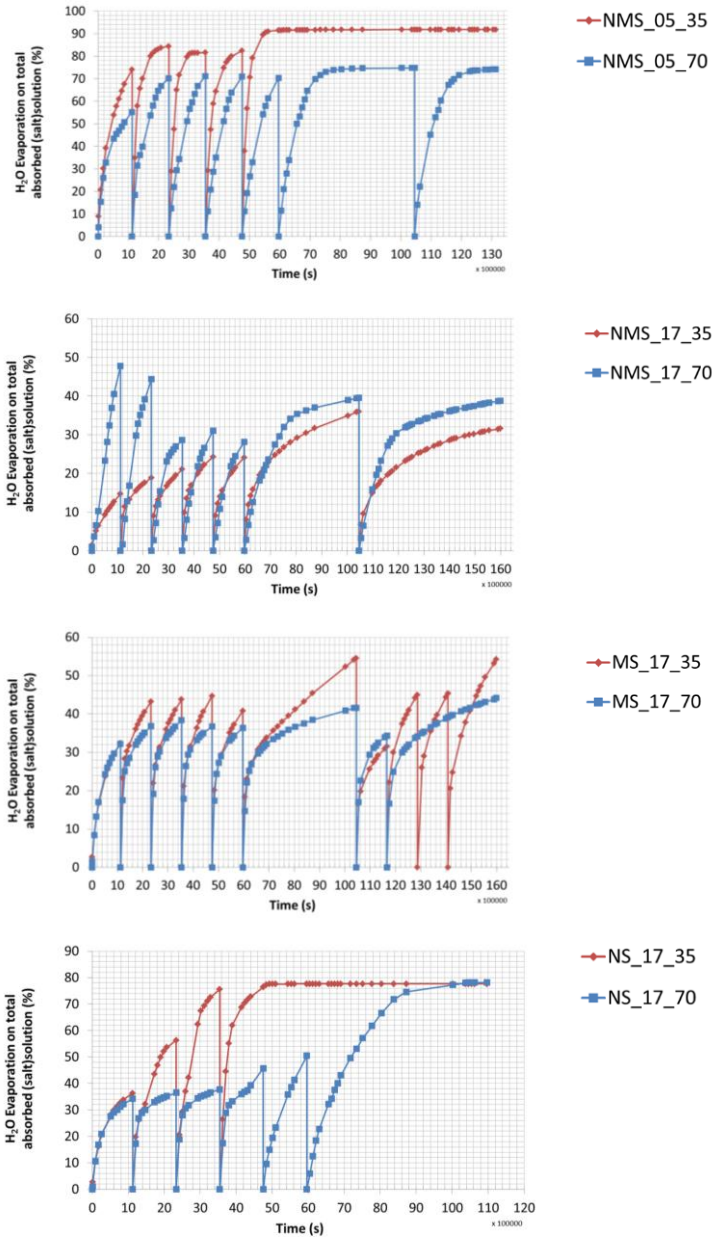 H₂O Evaporation on total
absorbed (salt)solution (%)
100
90
80
70
60
50
40
30
20
10
0
0 10 20 30 40 50 60 70 80 90 100 110 120 130
Time (s)
x 100000
NMS_05_35
NMS_05_70
H₂O Evaporation on total
absorbed (salt)solution (%)
60
50
40
30
20
10
0
0 10 20 30 40 50 60 70 80 90 100 110 120 130 140 150 160
Time (s)
x 100000
NMS_17_35
NMS_17_70
H₂O Evaporation on total
absorbed (salt)solution (%)
60
50
40
30
20
10
0
0 10 20 30 40 50 60 70 80 90 100 110 120 130 140 150 160
Time (s)
x 100000
MS_17_35
MS_17_70
H₂O Evaporation on total
absorbed (salt)solution (%)
90
80
70
60
50
40
30
20
10
0
0 10 20 30 40 50 60 70 80 90 100 110 120
Time (s)
x 100000
NS_17_35
NS_17_70